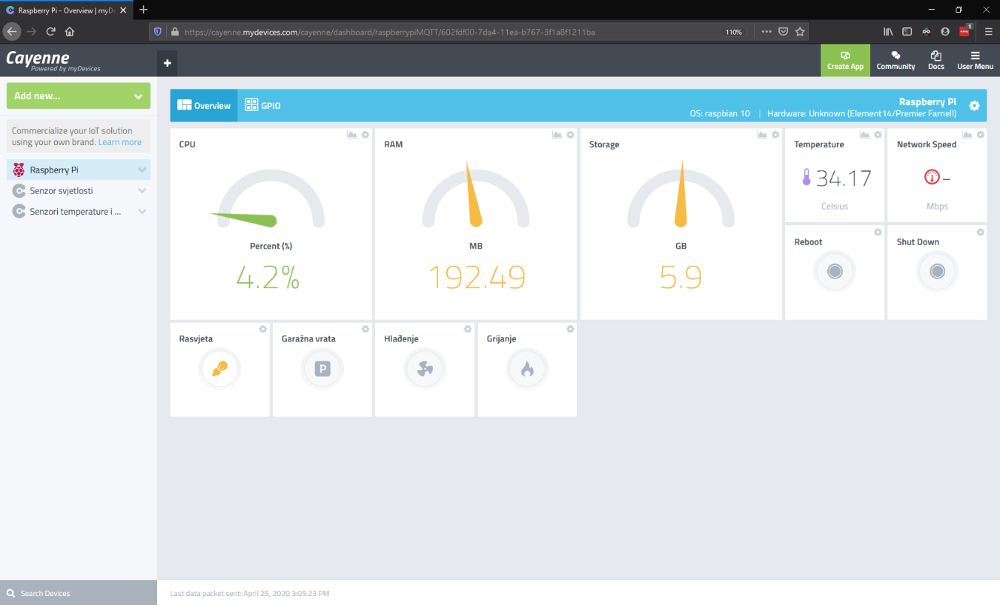 Raspberry Pi - Overview | myDe
https://cayenne.mydevices.com/cayenne/dashboard/raspberrypiMQTT/602fdf00-7da4-11ea-b767-3f1a8f1211ba
110%
1
Cayenne
Powered by myDevices
Create App
Community
Docs
User Menu
Add new...
Commercialize your IoT solution
using your own brand. Learn more
Raspberry Pi
Senzor svjetlosti
Senzori temperature i ...
Search Devices
Overview
GPIO
Raspberry Pi
OS: raspbian 10 | Hardware: Unknown (Element14/Premier Farnell)
CPU
Percent (%)
4.2%
RAM
MB
192.49
Storage
GB
5.9
Temperature
34.17
Celsius
Network Speed
–
Mbps
Reboot
Shut Down
Rasvjeta
Garažna vrata
P
Hlađenje
Grijanje
Last data packet sent: April 25, 2020 3:05:23 PM